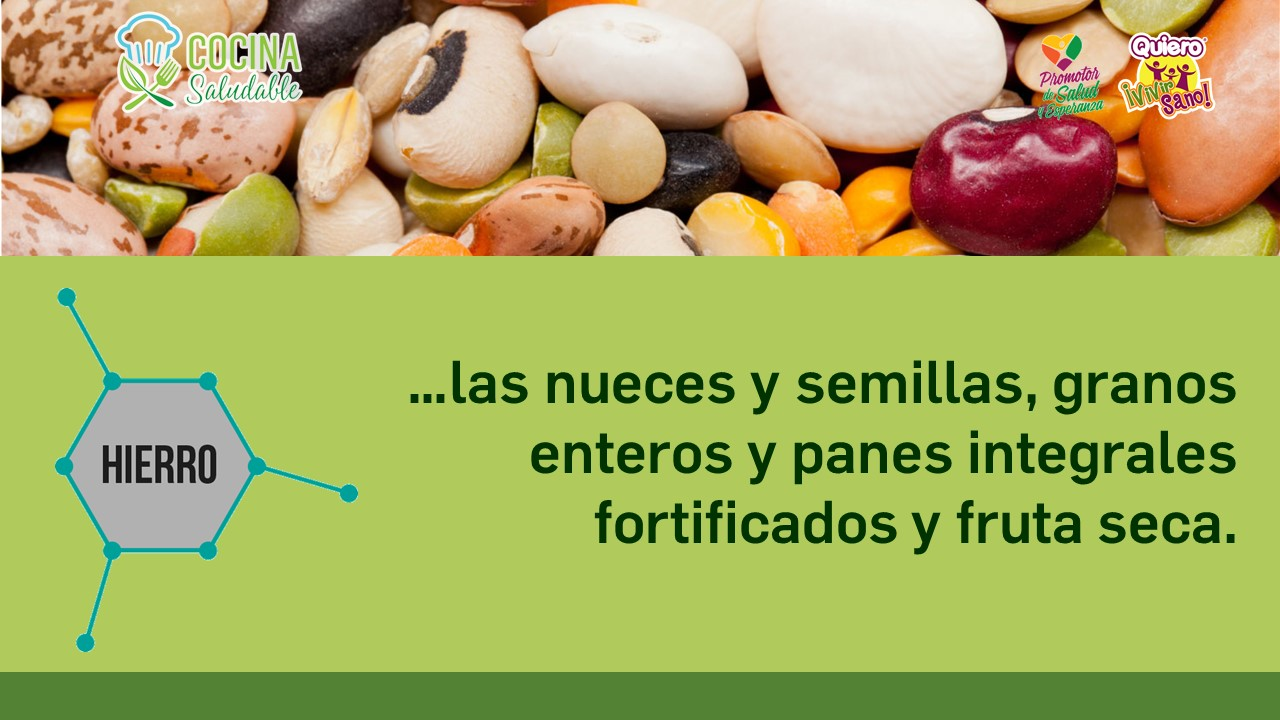 COCINA
Saludable
Promotor
de Salud
y Esperanza
Quiero
¡Vivir
Sano!
HIERRO
...las nueces y semillas, granos
enteros y panes integrales
fortificados y fruta seca.